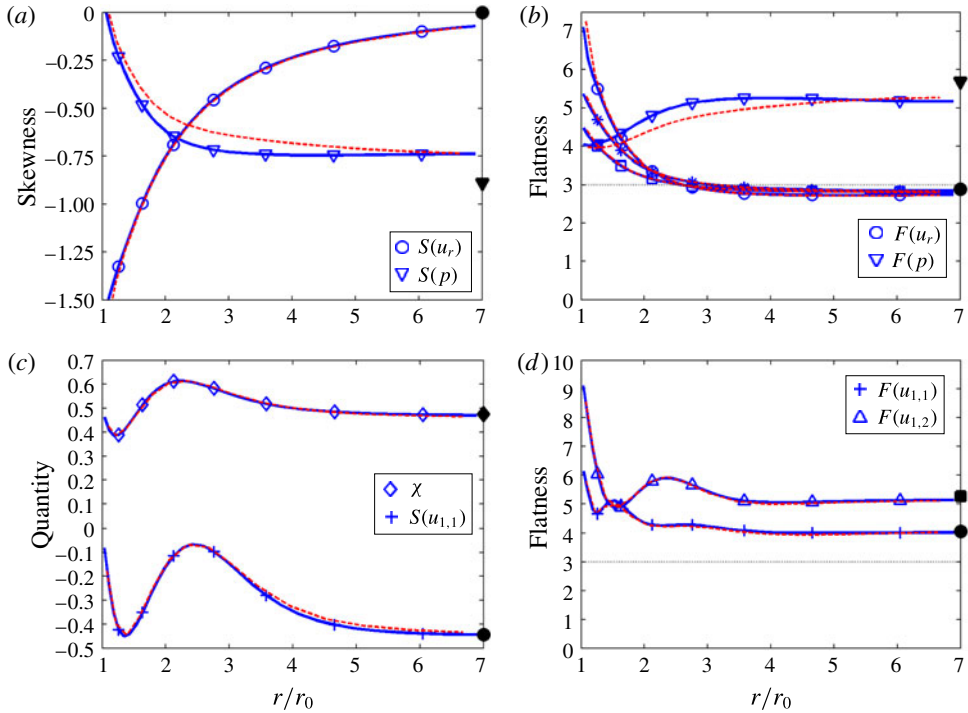 (a)
Skewness
0
−0.25
−0.50
−0.75
−1.00
−1.25
−1.50
S(u_r)
S(p)
1 2 3 4 5 6 7
(b)
Flatness
7
6
5
4
3
2
1
0
F(u_r)
F(p)
1 2 3 4 5 6 7
(c)
Quantity
0.7
0.6
0.5
0.4
0.3
0.2
0.1
0
−0.1
−0.2
−0.3
−0.4
−0.5
χ
S(u_{1,1})
1 2 3 4 5 6 7
r/r_0
(d)
Flatness
10
9
8
7
6
5
4
3
2
1
0
F(u_{1,1})
F(u_{1,2})
1 2 3 4 5 6 7
r/r_0